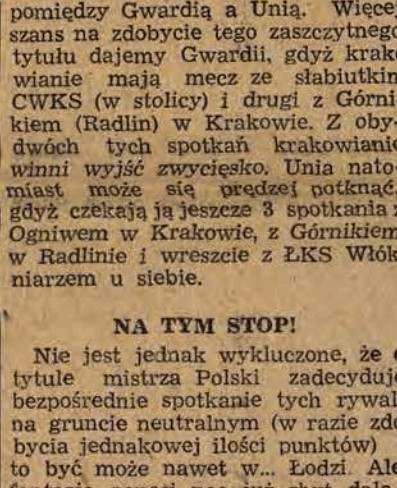 pomiędzy Gwardią a Unią. Więcej
szans na zdobycie tego zaszczytnego
tytułu dajemy Gwardii, gdyż krako
wianie mają mecz ze słabiutkim
CWKS (w stolicy) i drugi z Górni-
kiem (Radlin) w Krakowie. Z oby-
dwóch tych spotkań krakowianie
winni wyjść zwycięsko. Unia nato-
miast może się prędzej potknąć,
gdyż czekają ją jeszcze 3 spotkania z
Ogniwem w Krakowie, z Górnikiem
w Radlinie i wreszcie z ŁKS Włók
niarzem u siebie.
NA TYM STOP!
Nie jest jednak wykluczone, że o
tytule mistrza Polski zadecyduje
bezpośrednie spotkanie tych rywali
na gruncie neutralnym (w razie zdo
bycia jednakowej ilości punktów)
to być może nawet w... Łodzi. Ale